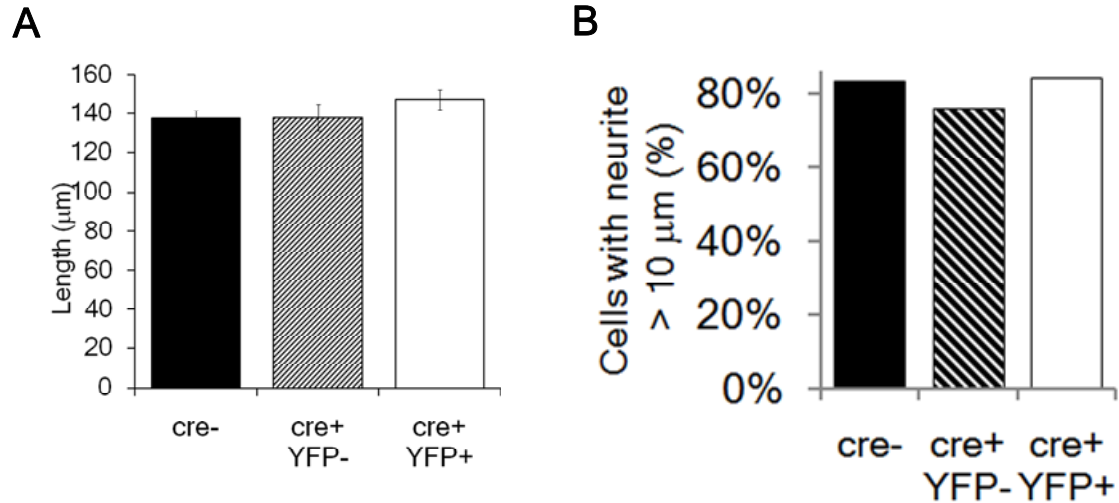 A
Length (μm)
160
140
120
100
80
60
40
20
0
cre-
cre+
YFP-
cre+
YFP+
B
Cells with neurite
> 10 μm (%)
80%
60%
40%
20%
0%
cre-
cre+
YFP-
cre+
YFP+